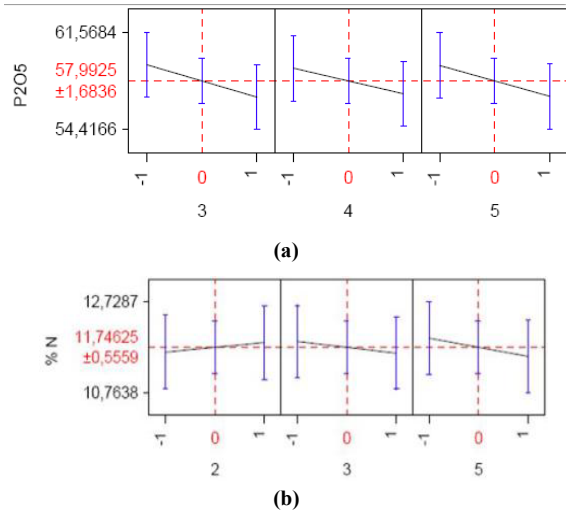 P2O5
61,5684
57,9925
±1,6836
54,4166
-1 0 1 -1 0 1 -1 0 1
3 4 5
(a)
% N
12,7287
11,74625
±0,5559
10,7638
-1 0 1 -1 0 1 -1 0 1
2 3 5
(b)